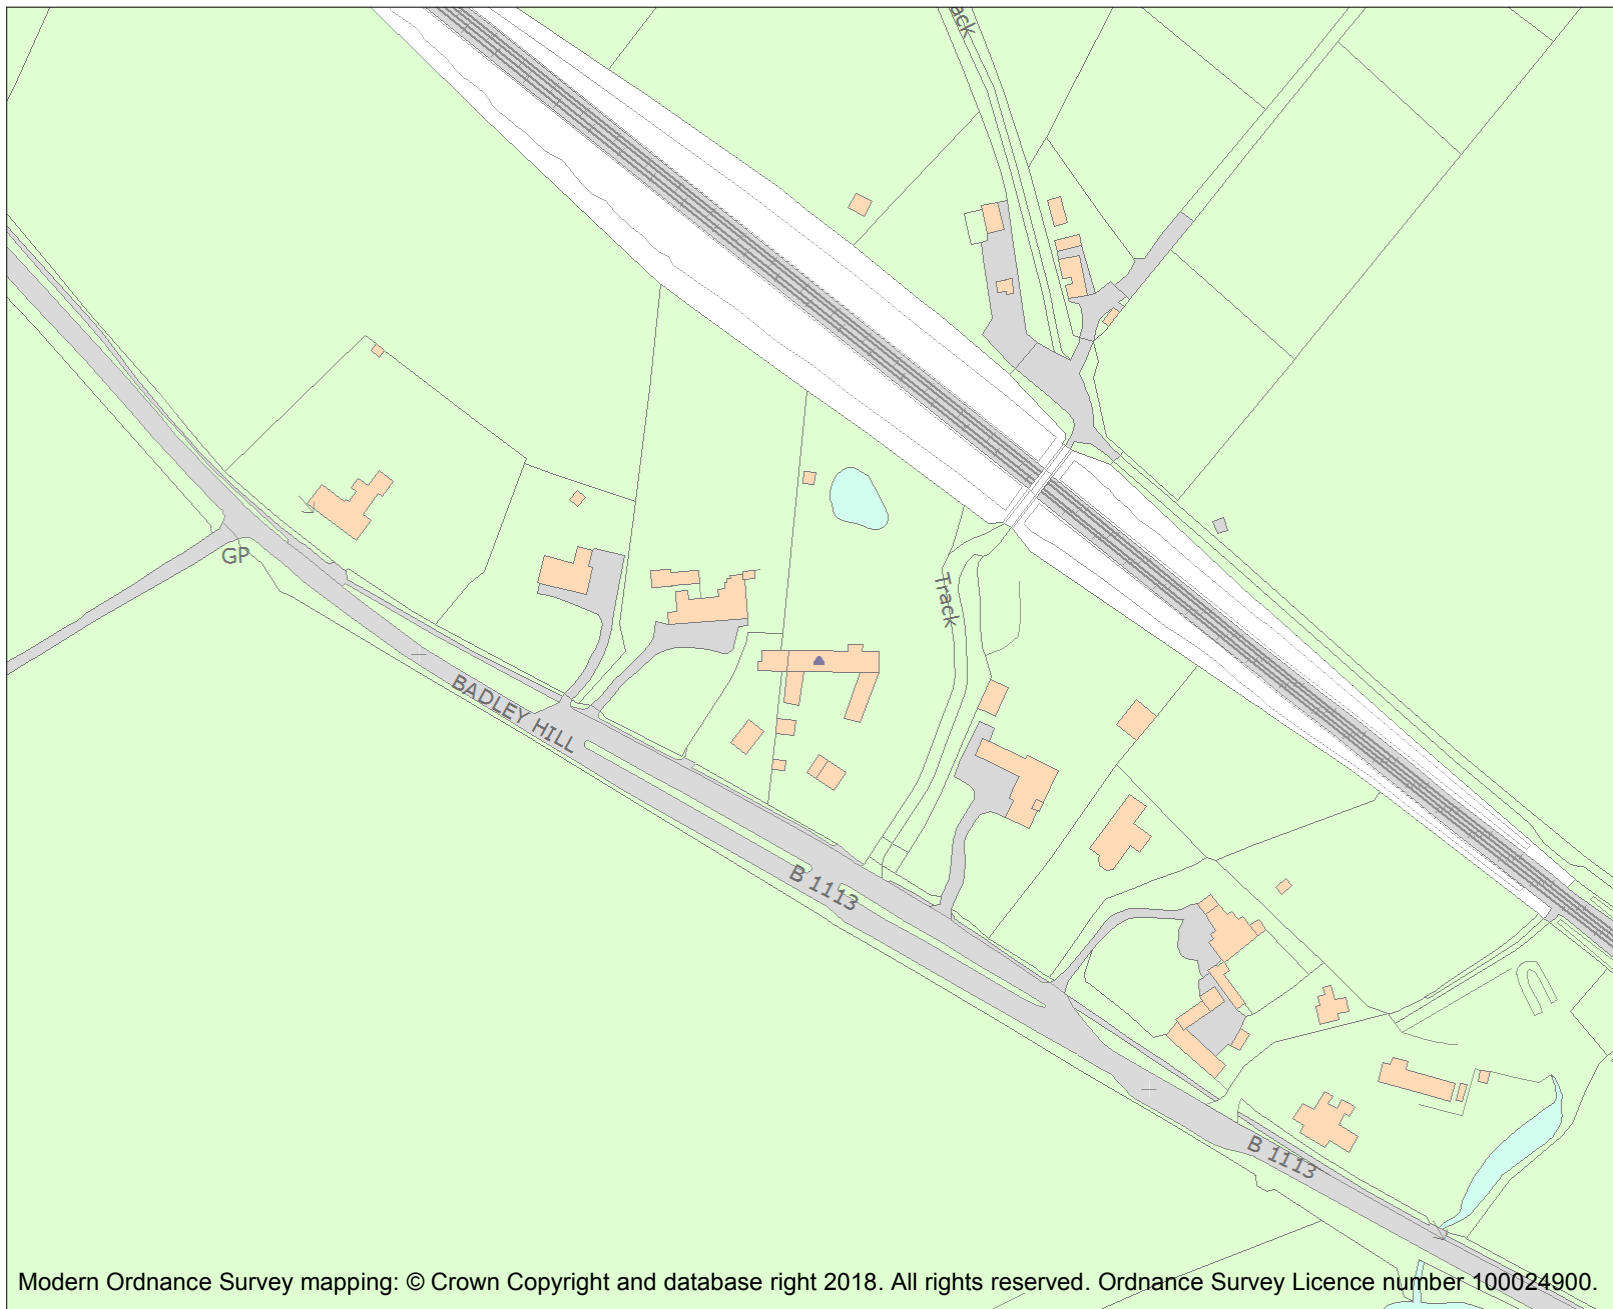 ack
GP
Track
BADLEY HILL
B 1113
B 1113
Modern Ordnance Survey mapping: © Crown Copyright and database right 2018. All rights reserved. Ordnance Survey Licence number 100024900.